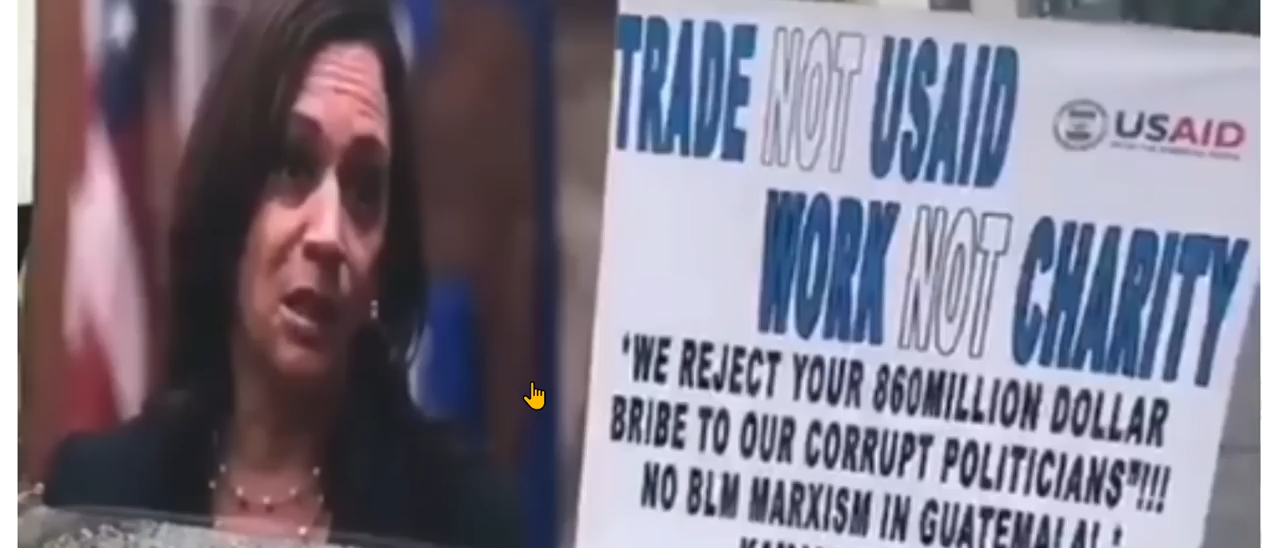 TRADE NOT USAID
USAID
WORK NOT CHARITY
"WE REJECT YOUR 860MILLION DOLLAR
BRIBE TO OUR CORRUPT POLITICIANS"!!!
NO BLM MARXISM IN GUATEMALA!